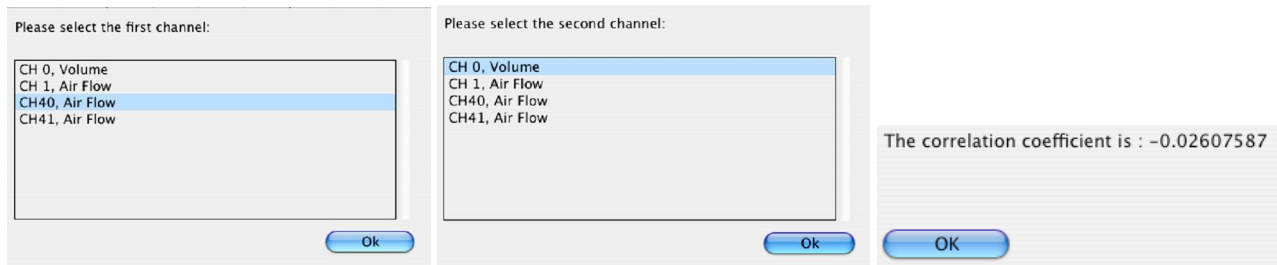 Please select the first channel:
CH 0, Volume
CH 1, Air Flow
CH40, Air Flow
CH41, Air Flow
Ok
Please select the second channel:
CH 0, Volume
CH 1, Air Flow
CH40, Air Flow
CH41, Air Flow
Ok
The correlation coefficient is : -0.02607587
OK